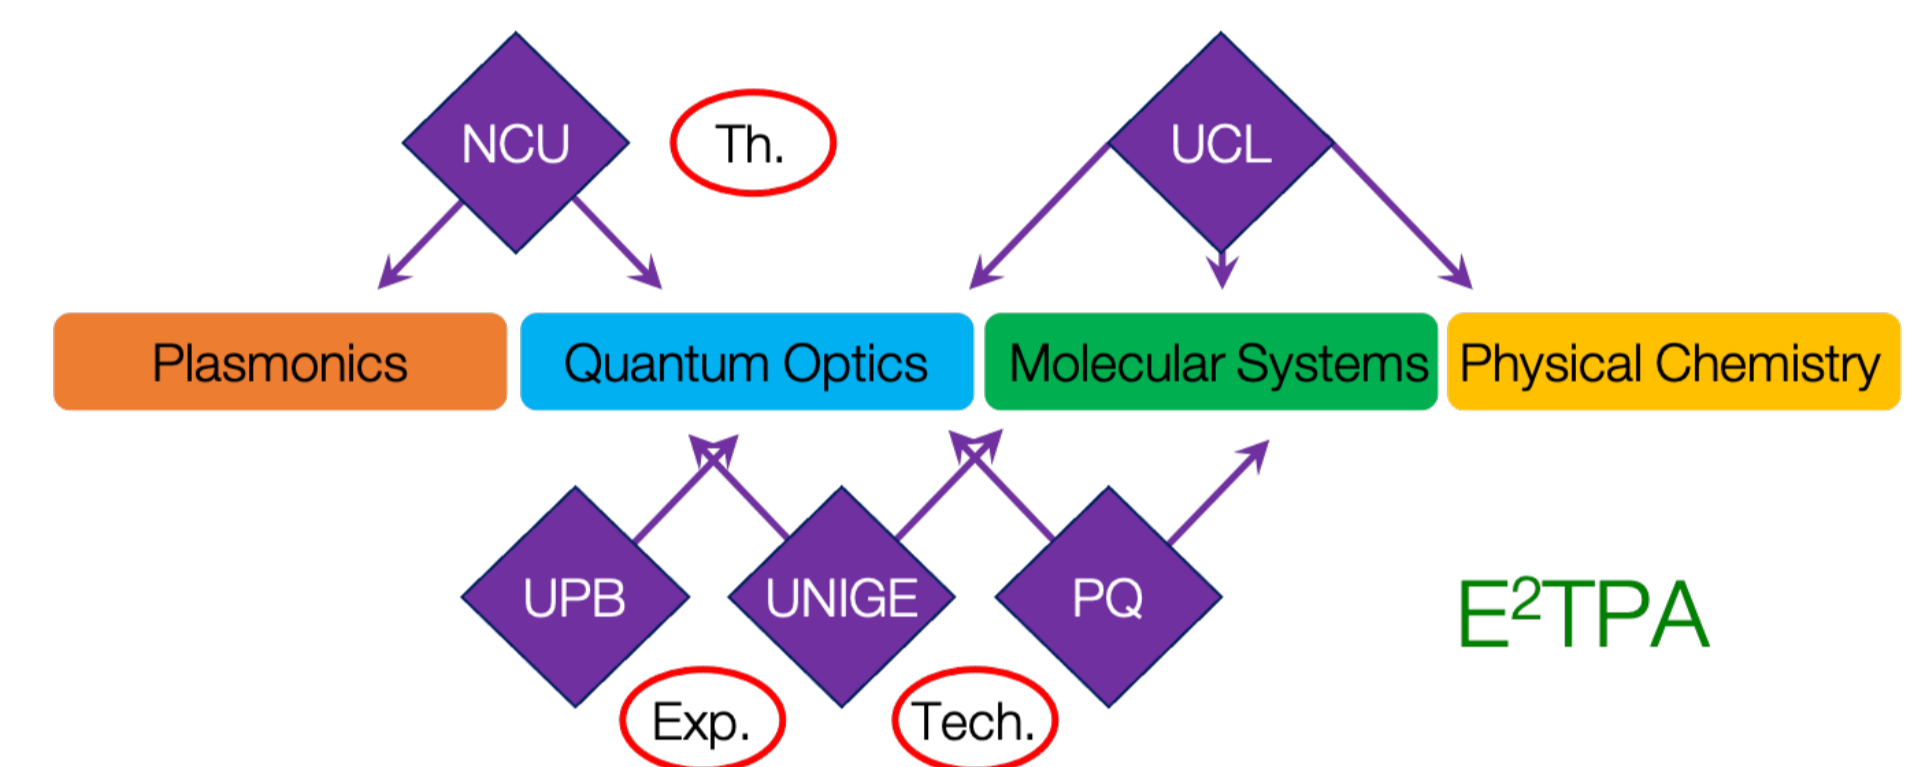 NCU
Th.
UCL
Plasmonics
Quantum Optics
Molecular Systems
Physical Chemistry
UPB
UNIGE
PQ
E²TPA
Exp.
Tech.